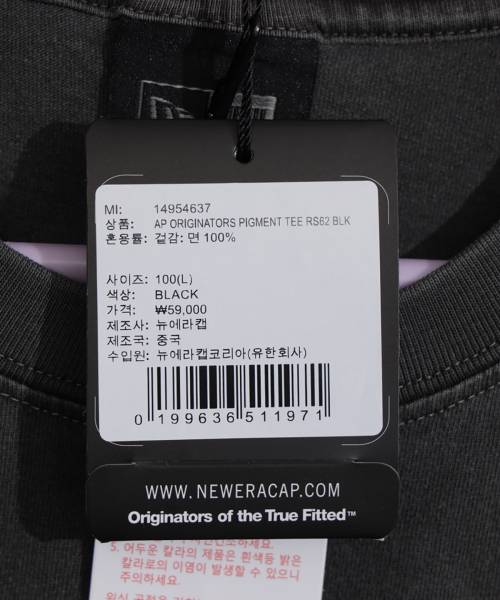 MI: 14954637
상품: AP ORIGINATORS PIGMENT TEE RS62 BLK
혼용률: 겉감: 면 100%
사이즈: 100(L)
색상: BLACK
가격: ₩59,000
제조사: 뉴에라캡
제조국: 중국
수입원: 뉴에라캡코리아(유한회사)
0 199636 511971
WWW.NEWERACAP.COM
Originators of the True Fitted™
5. 어두운 칼라의 제품은 흰색등 밝은
칼라로의 이염이 발생할 수 있으니
주의하세요.